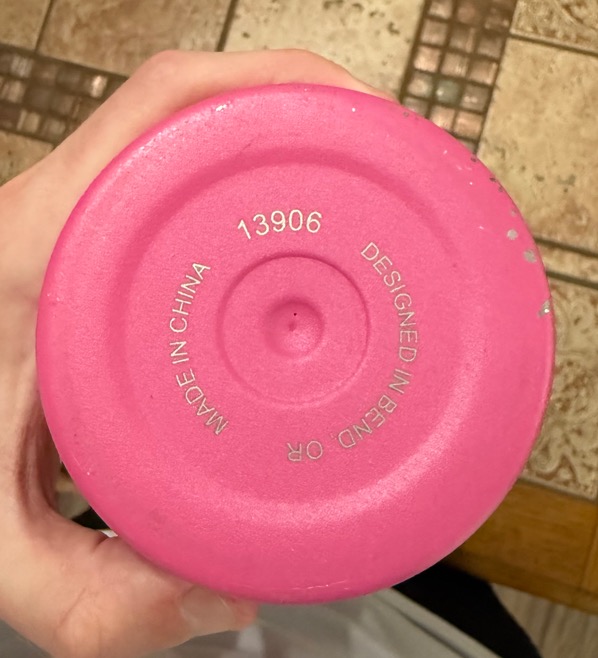 13906
DESIGNED IN BEND, OR
MADE IN CHINA